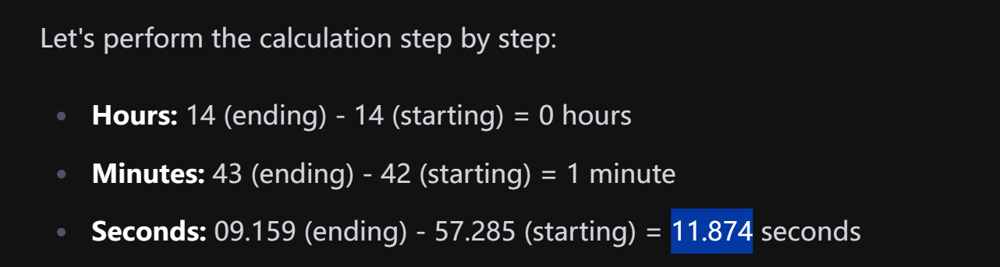 Let's perform the calculation step by step:
• Hours: 14 (ending) - 14 (starting) = 0 hours
• Minutes: 43 (ending) - 42 (starting) = 1 minute
• Seconds: 09.159 (ending) - 57.285 (starting) = 11.874 seconds